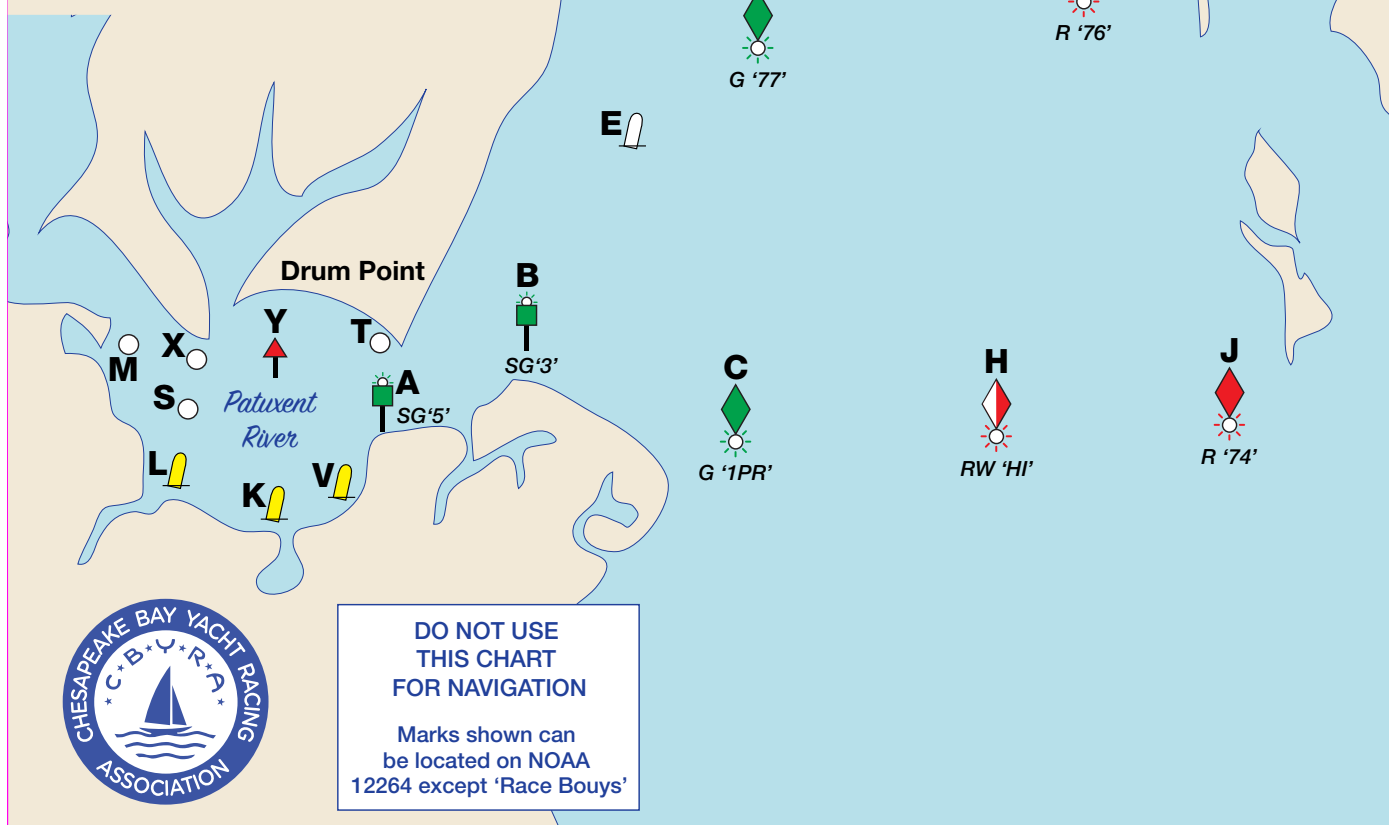 R ‘76’
G ‘77’
E
Drum Point
B
SG‘3’
Y
T
X
M
S
A
SG‘5’
Patuxent
River
C
G ‘1PR’
H
RW ‘HI’
J
R ‘74’
L
K
V
CHESAPEAKE BAY YACHT RACING
ASSOCIATION
C·B·Y·R·A
DO NOT USE
THIS CHART
FOR NAVIGATION
Marks shown can
be located on NOAA
12264 except ‘Race Bouys’